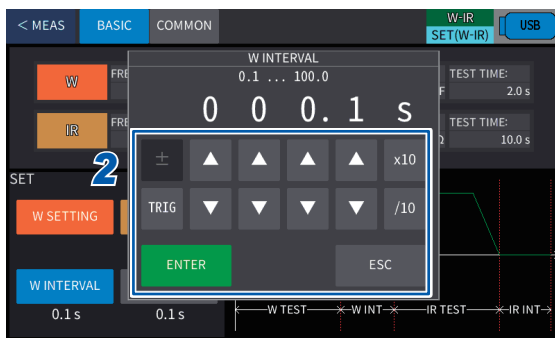 < MEAS BASIC COMMON W-IR SET(W-IR) USB
W INTERVAL
0.1 ... 100.0
W FRE F TEST TIME: 2.0 s
0 0 0. 1 s
IR FRE Ω TEST TIME: 10.0 s
2
± ▲ ▲ ▲ ▲ x10
SET
TRIG ▼ ▼ ▼ ▼ /10
W SETTING
ENTER ESC
W INTERVAL
0.1 s 0.1 s
W TEST W INT IR TEST IR INT